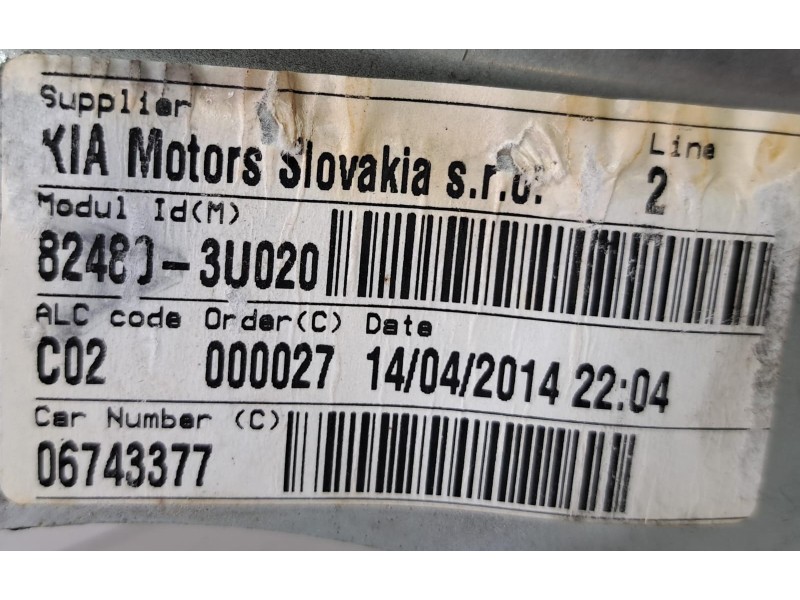 Supplier
KIA Motors Slovakia s.r.o.
Line
2
Modul Id(M)
82480-3U020
ALC code Order(C) Date
C02 000027 14/04/2014 22:04
Car Number (C)
06743377